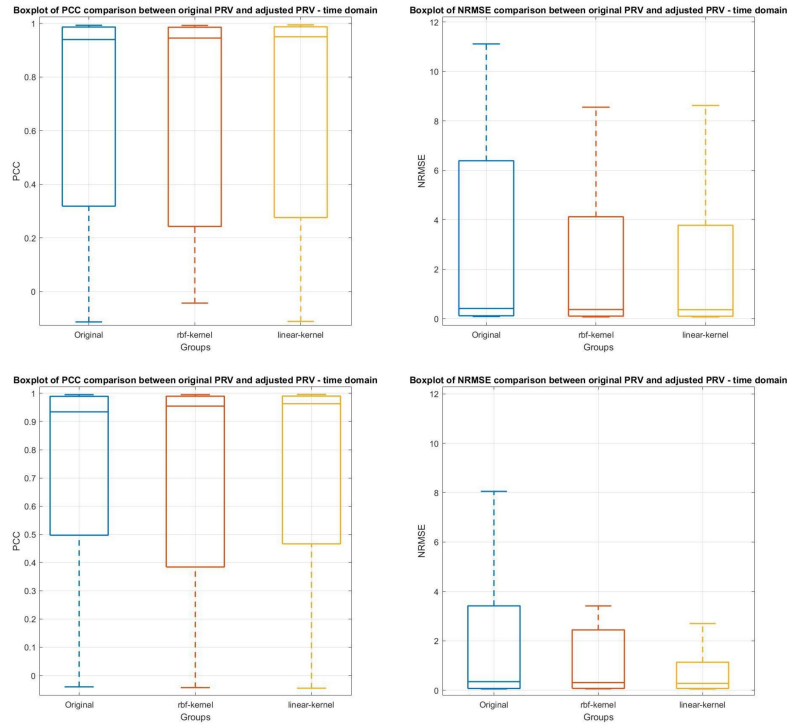 Boxplot of PCC comparison between original PRV and adjusted PRV - time domain
1
0.8
0.6
0.4
0.2
0
PCC
Original
rbf-kernel
linear-kernel
Groups
Boxplot of NRMSE comparison between original PRV and adjusted PRV - time domain
12
10
8
6
4
2
0
NRMSE
Original
rbf-kernel
linear-kernel
Groups
Boxplot of PCC comparison between original PRV and adjusted PRV - time domain
1
0.9
0.8
0.7
0.6
0.5
0.4
0.3
0.2
0.1
0
PCC
Original
rbf-kernel
linear-kernel
Groups
Boxplot of NRMSE comparison between original PRV and adjusted PRV - time domain
12
10
8
6
4
2
0
NRMSE
Original
rbf-kernel
linear-kernel
Groups